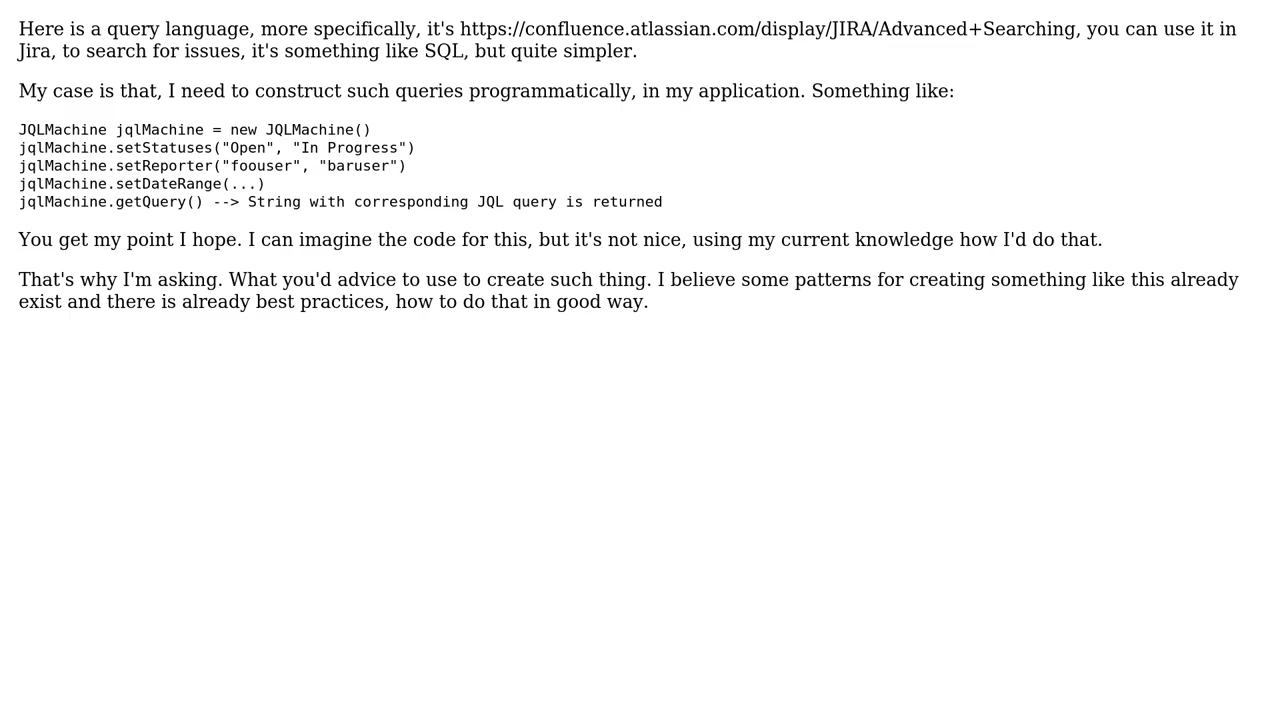 Here is a query language, more specifically, it's https://confluence.atlassian.com/display/JIRA/Advanced+Searching, you can use it in
Jira, to search for issues, it's something like SQL, but quite simpler.
My case is that, I need to construct such queries programmatically, in my application. Something like:
JQLMachine jqlMachine = new JQLMachine()
jqlMachine.setStatuses("Open", "In Progress")
jqlMachine.setReporter("foouser", "baruser")
jqlMachine.setDateRange(...)
jqlMachine.getQuery() --> String with corresponding JQL query is returned
You get my point I hope. I can imagine the code for this, but it's not nice, using my current knowledge how I'd do that.
That's why I'm asking. What you'd advice to use to create such thing. I believe some patterns for creating something like this already
exist and there is already best practices, how to do that in good way.